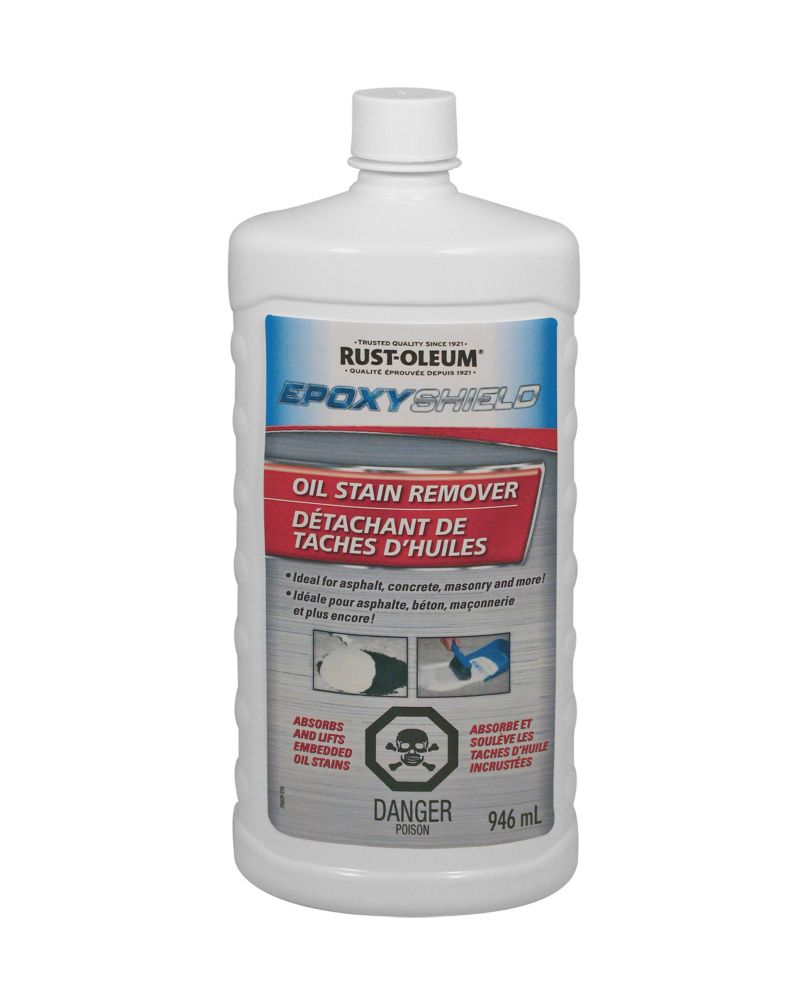 • TRUSTED QUALITY SINCE 1921 •
RUST-OLEUM®
• QUALITÉ ÉPROUVÉE DEPUIS 1921 •
EPOXYSHIELD
OIL STAIN REMOVER
DÉTACHANT DE
TACHES D'HUILES
• Ideal for asphalt, concrete, masonry and more!
• Idéale pour asphalte, béton, maçonnerie
et plus encore!
ABSORBS
AND LIFTS
EMBEDDED
OIL STAINS
ABSORBE ET
SOULÈVE LES
TACHES D'HUILE
INCRUSTÉES
DANGER
POISON
946 mL